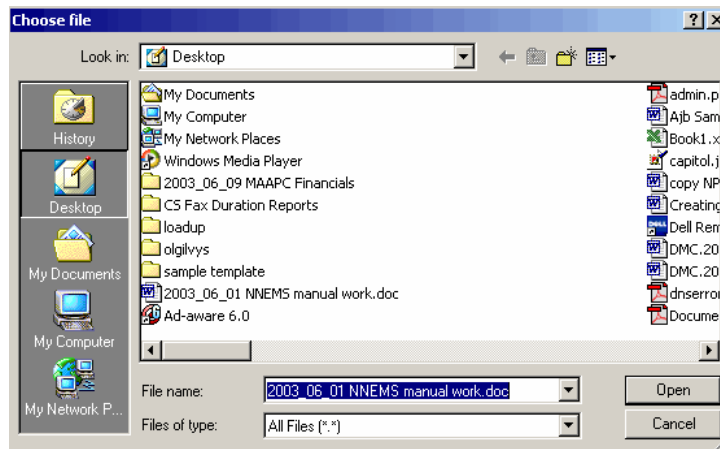 Choose file
Look in: Desktop
History
Desktop
My Documents
My Computer
My Network P...
My Documents
My Computer
My Network Places
Windows Media Player
2003_06_09 MAAPC Financials
CS Fax Duration Reports
loadup
olgilvys
sample template
2003_06_01 NNEMS manual work.doc
Ad-aware 6.0
admin.p
Ajb Sam
Book1.x
capitol.j
copy NP
Creating
Dell Rem
DMC.20
DMC.20
dnserror
Docume
File name: 2003_06_01 NNEMS manual work.doc Open
Files of type: All Files (*.*) Cancel